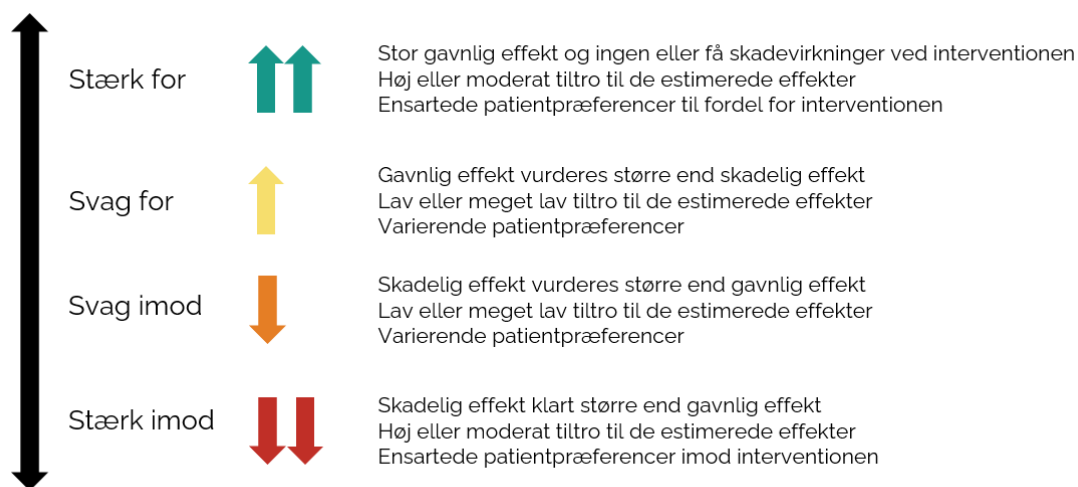 Stærk for
Stor gavnlig effekt og ingen eller få skadevirkninger ved interventionen
Høj eller moderat tiltro til de estimerede effekter
Ensartede patientpræferencer til fordel for interventionen
Svag for
Gavnlig effekt vurderes større end skadelig effekt
Lav eller meget lav tiltro til de estimerede effekter
Varierende patientpræferencer
Svag imod
Skadelig effekt vurderes større end gavnlig effekt
Lav eller meget lav tiltro til de estimerede effekter
Varierende patientpræferencer
Stærk imod
Skadelig effekt klart større end gavnlig effekt
Høj eller moderat tiltro til de estimerede effekter
Ensartede patientpræferencer imod interventionen